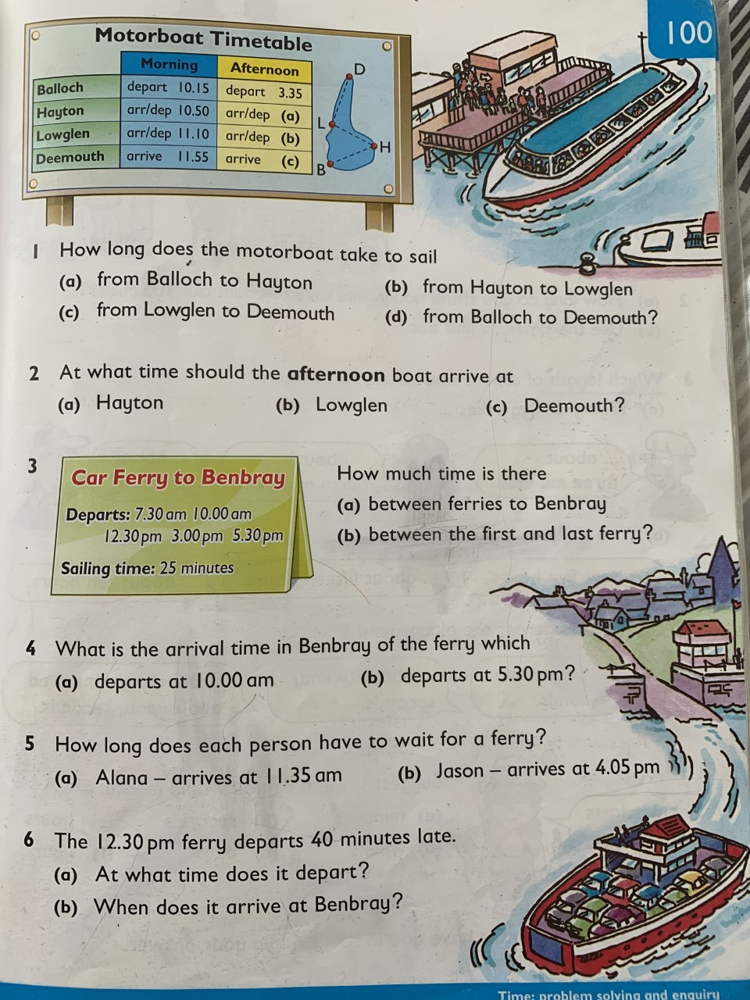 100
Motorboat Timetable
Morning Afternoon
Balloch depart 10.15 depart 3.35
Hayton arr/dep 10.50 arr/dep (a)
Lowglen arr/dep 11.10 arr/dep (b)
Deemouth arrive 11.55 arrive (c)
D
L
H
B
1 How long does the motorboat take to sail
(a) from Balloch to Hayton (b) from Hayton to Lowglen
(c) from Lowglen to Deemouth (d) from Balloch to Deemouth?
2 At what time should the afternoon boat arrive at
(a) Hayton (b) Lowglen (c) Deemouth?
3
Car Ferry to Benbray
Departs: 7.30 am 10.00 am
12.30 pm 3.00 pm 5.30 pm
Sailing time: 25 minutes
How much time is there
(a) between ferries to Benbray
(b) between the first and last ferry?
4 What is the arrival time in Benbray of the ferry which
(a) departs at 10.00 am (b) departs at 5.30 pm?
5 How long does each person have to wait for a ferry?
(a) Alana – arrives at 11.35 am (b) Jason – arrives at 4.05 pm
6 The 12.30 pm ferry departs 40 minutes late.
(a) At what time does it depart?
(b) When does it arrive at Benbray?
Time: problem solving and enquiry